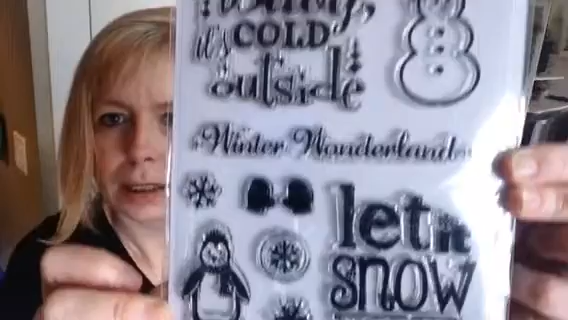 it's COLD
outside
Winter Wonderland
let it
snow